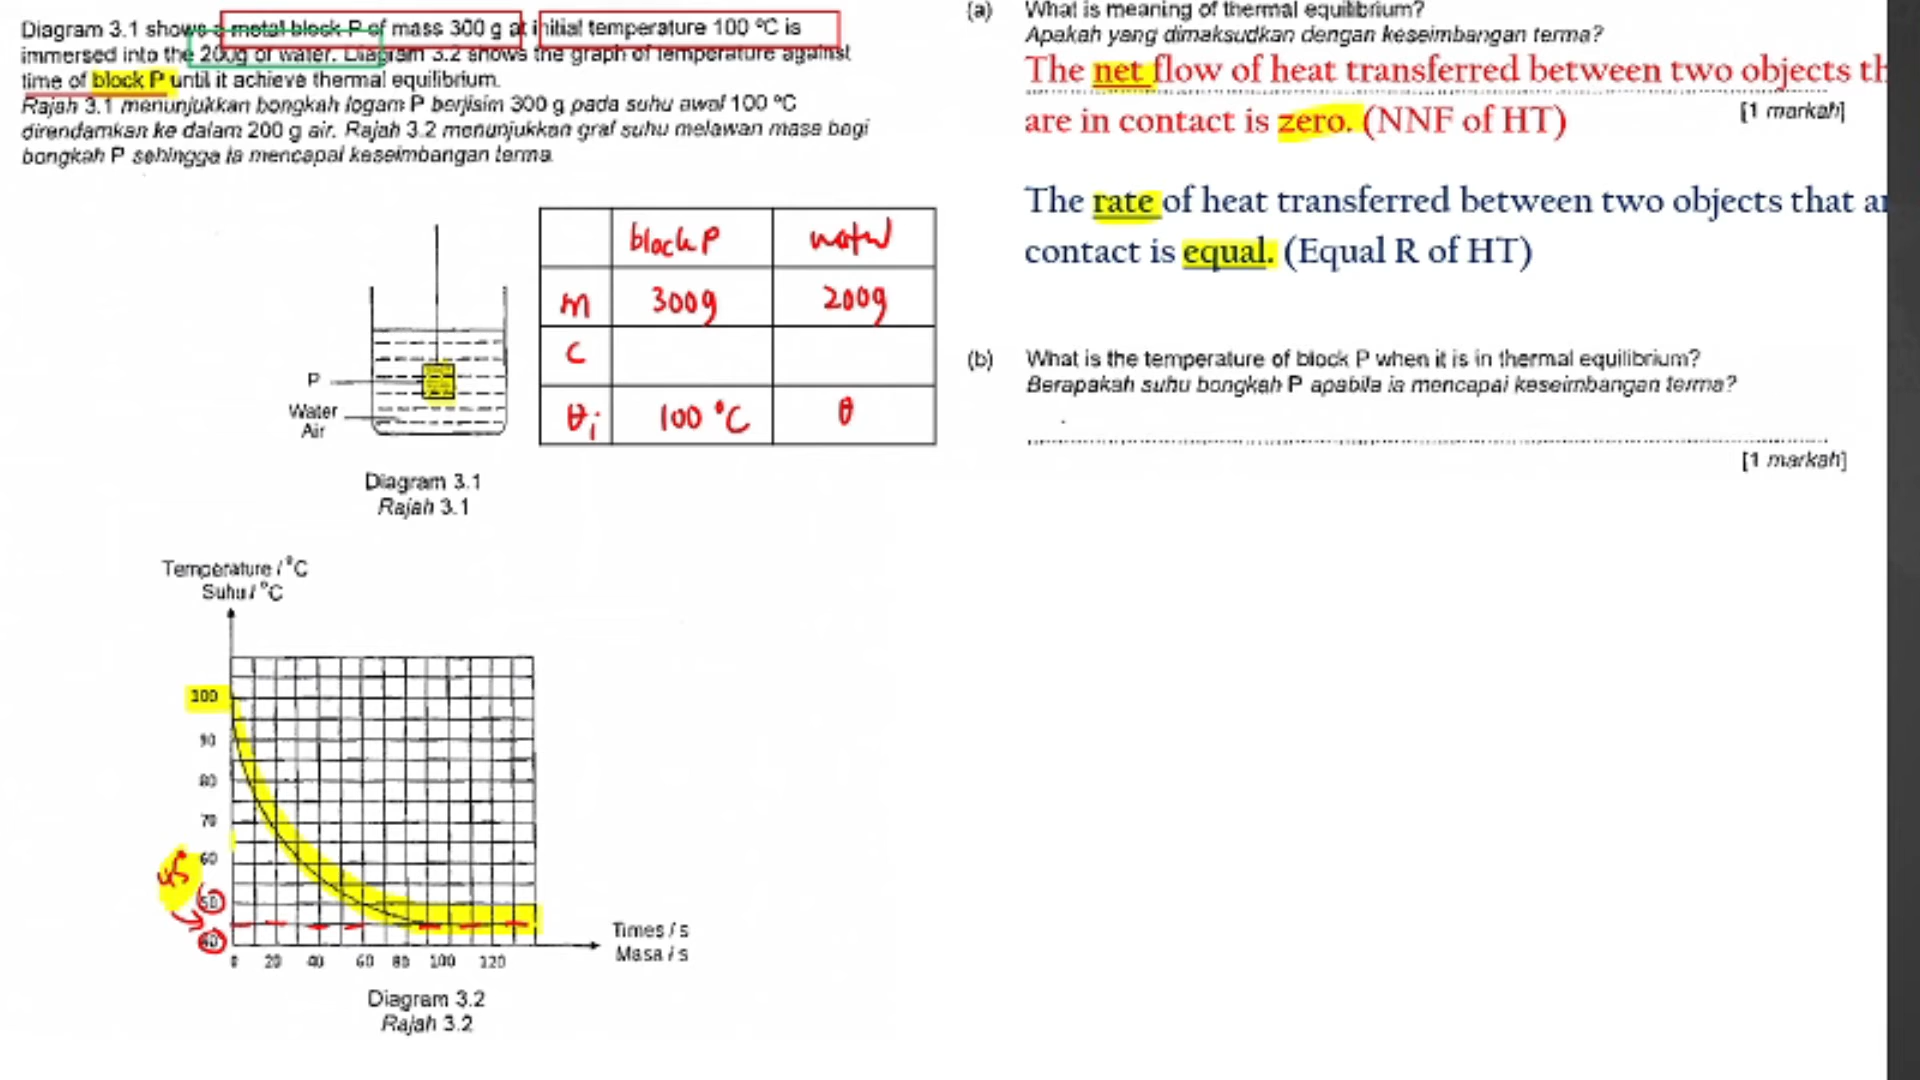 Diagram 3.1 shows a metal block P of mass 300 g at initial temperature 100 ºC is
immersed into the 200g of water. Diagram 3.2 shows the graph of temperature against
time of block P until it achieve thermal equilibrium.
Rajah 3.1 menunjukkan bongkah logam P berjisim 300 g pada suhu awal 100 ºC
direndamkan ke dalam 200 g air. Rajah 3.2 menunjukkan graf suhu melawan masa bagi
bongkah P sehingga ia mencapai keseimbangan terma.
block P
water
m
300g
200g
c
θi
100 °C
θ
P
Water
Air
Diagram 3.1
Rajah 3.1
Temperature / °C
Suhu / °C
100
90
80
70
60
45°
50
40
0 20 40 60 80 100 120
Times / s
Masa / s
Diagram 3.2
Rajah 3.2
(a) What is meaning of thermal equilibrium?
Apakah yang dimaksudkan dengan keseimbangan terma?
The net flow of heat transferred between two objects th
are in contact is zero. (NNF of HT)
[1 markah]
The rate of heat transferred between two objects that ar
contact is equal. (Equal R of HT)
(b) What is the temperature of block P when it is in thermal equilibrium?
Berapakah suhu bongkah P apabila ia mencapai keseimbangan terma?
[1 markah]